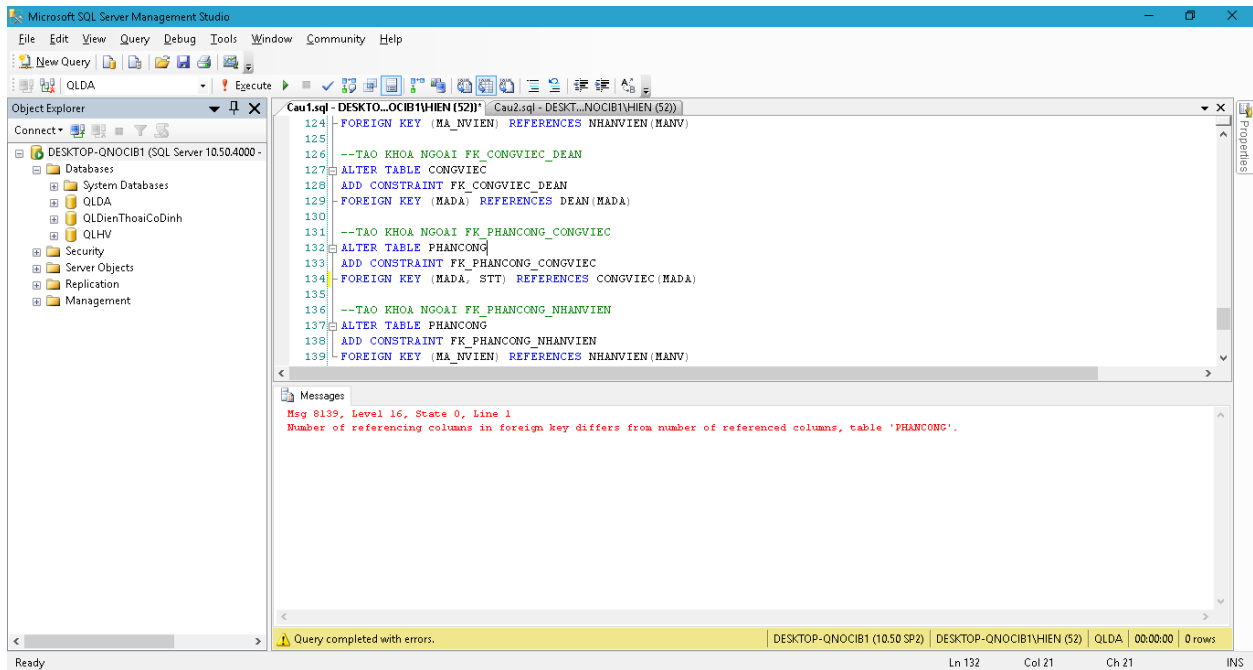 Microsoft SQL Server Management Studio
File Edit View Query Debug Tools Window Community Help
New Query
QLDA Execute
Object Explorer
Connect
DESKTOP-QNOCIB1 (SQL Server 10.50.4000 -
Databases
System Databases
QLDA
QLDienThoaiCoDinh
QLHV
Security
Server Objects
Replication
Management
Cau1.sql - DESKTO...OCIB1\HIEN (52))* Cau2.sql - DESKT...NOCIB1\HIEN (52))
124 FOREIGN KEY (MA_NVIEN) REFERENCES NHANVIEN(MANV)
125
126 --TAO KHOA NGOAI FK_CONGVIEC_DEAN
127 ALTER TABLE CONGVIEC
128 ADD CONSTRAINT FK_CONGVIEC_DEAN
129 FOREIGN KEY (MADA) REFERENCES DEAN(MADA)
130
131 --TAO KHOA NGOAI FK_PHANCONG_CONGVIEC
132 ALTER TABLE PHANCONG
133 ADD CONSTRAINT FK_PHANCONG_CONGVIEC
134 FOREIGN KEY (MADA, STT) REFERENCES CONGVIEC(MADA)
135
136 --TAO KHOA NGOAI FK_PHANCONG_NHANVIEN
137 ALTER TABLE PHANCONG
138 ADD CONSTRAINT FK_PHANCONG_NHANVIEN
139 FOREIGN KEY (MA_NVIEN) REFERENCES NHANVIEN(MANV)
Properties
Messages
Msg 8139, Level 16, State 0, Line 1
Number of referencing columns in foreign key differs from number of referenced columns, table 'PHANCONG'.
Query completed with errors. DESKTOP-QNOCIB1 (10.50 SP2) DESKTOP-QNOCIB1\HIEN (52) QLDA 00:00:00 0 rows
Ready Ln 132 Col 21 Ch 21 INS